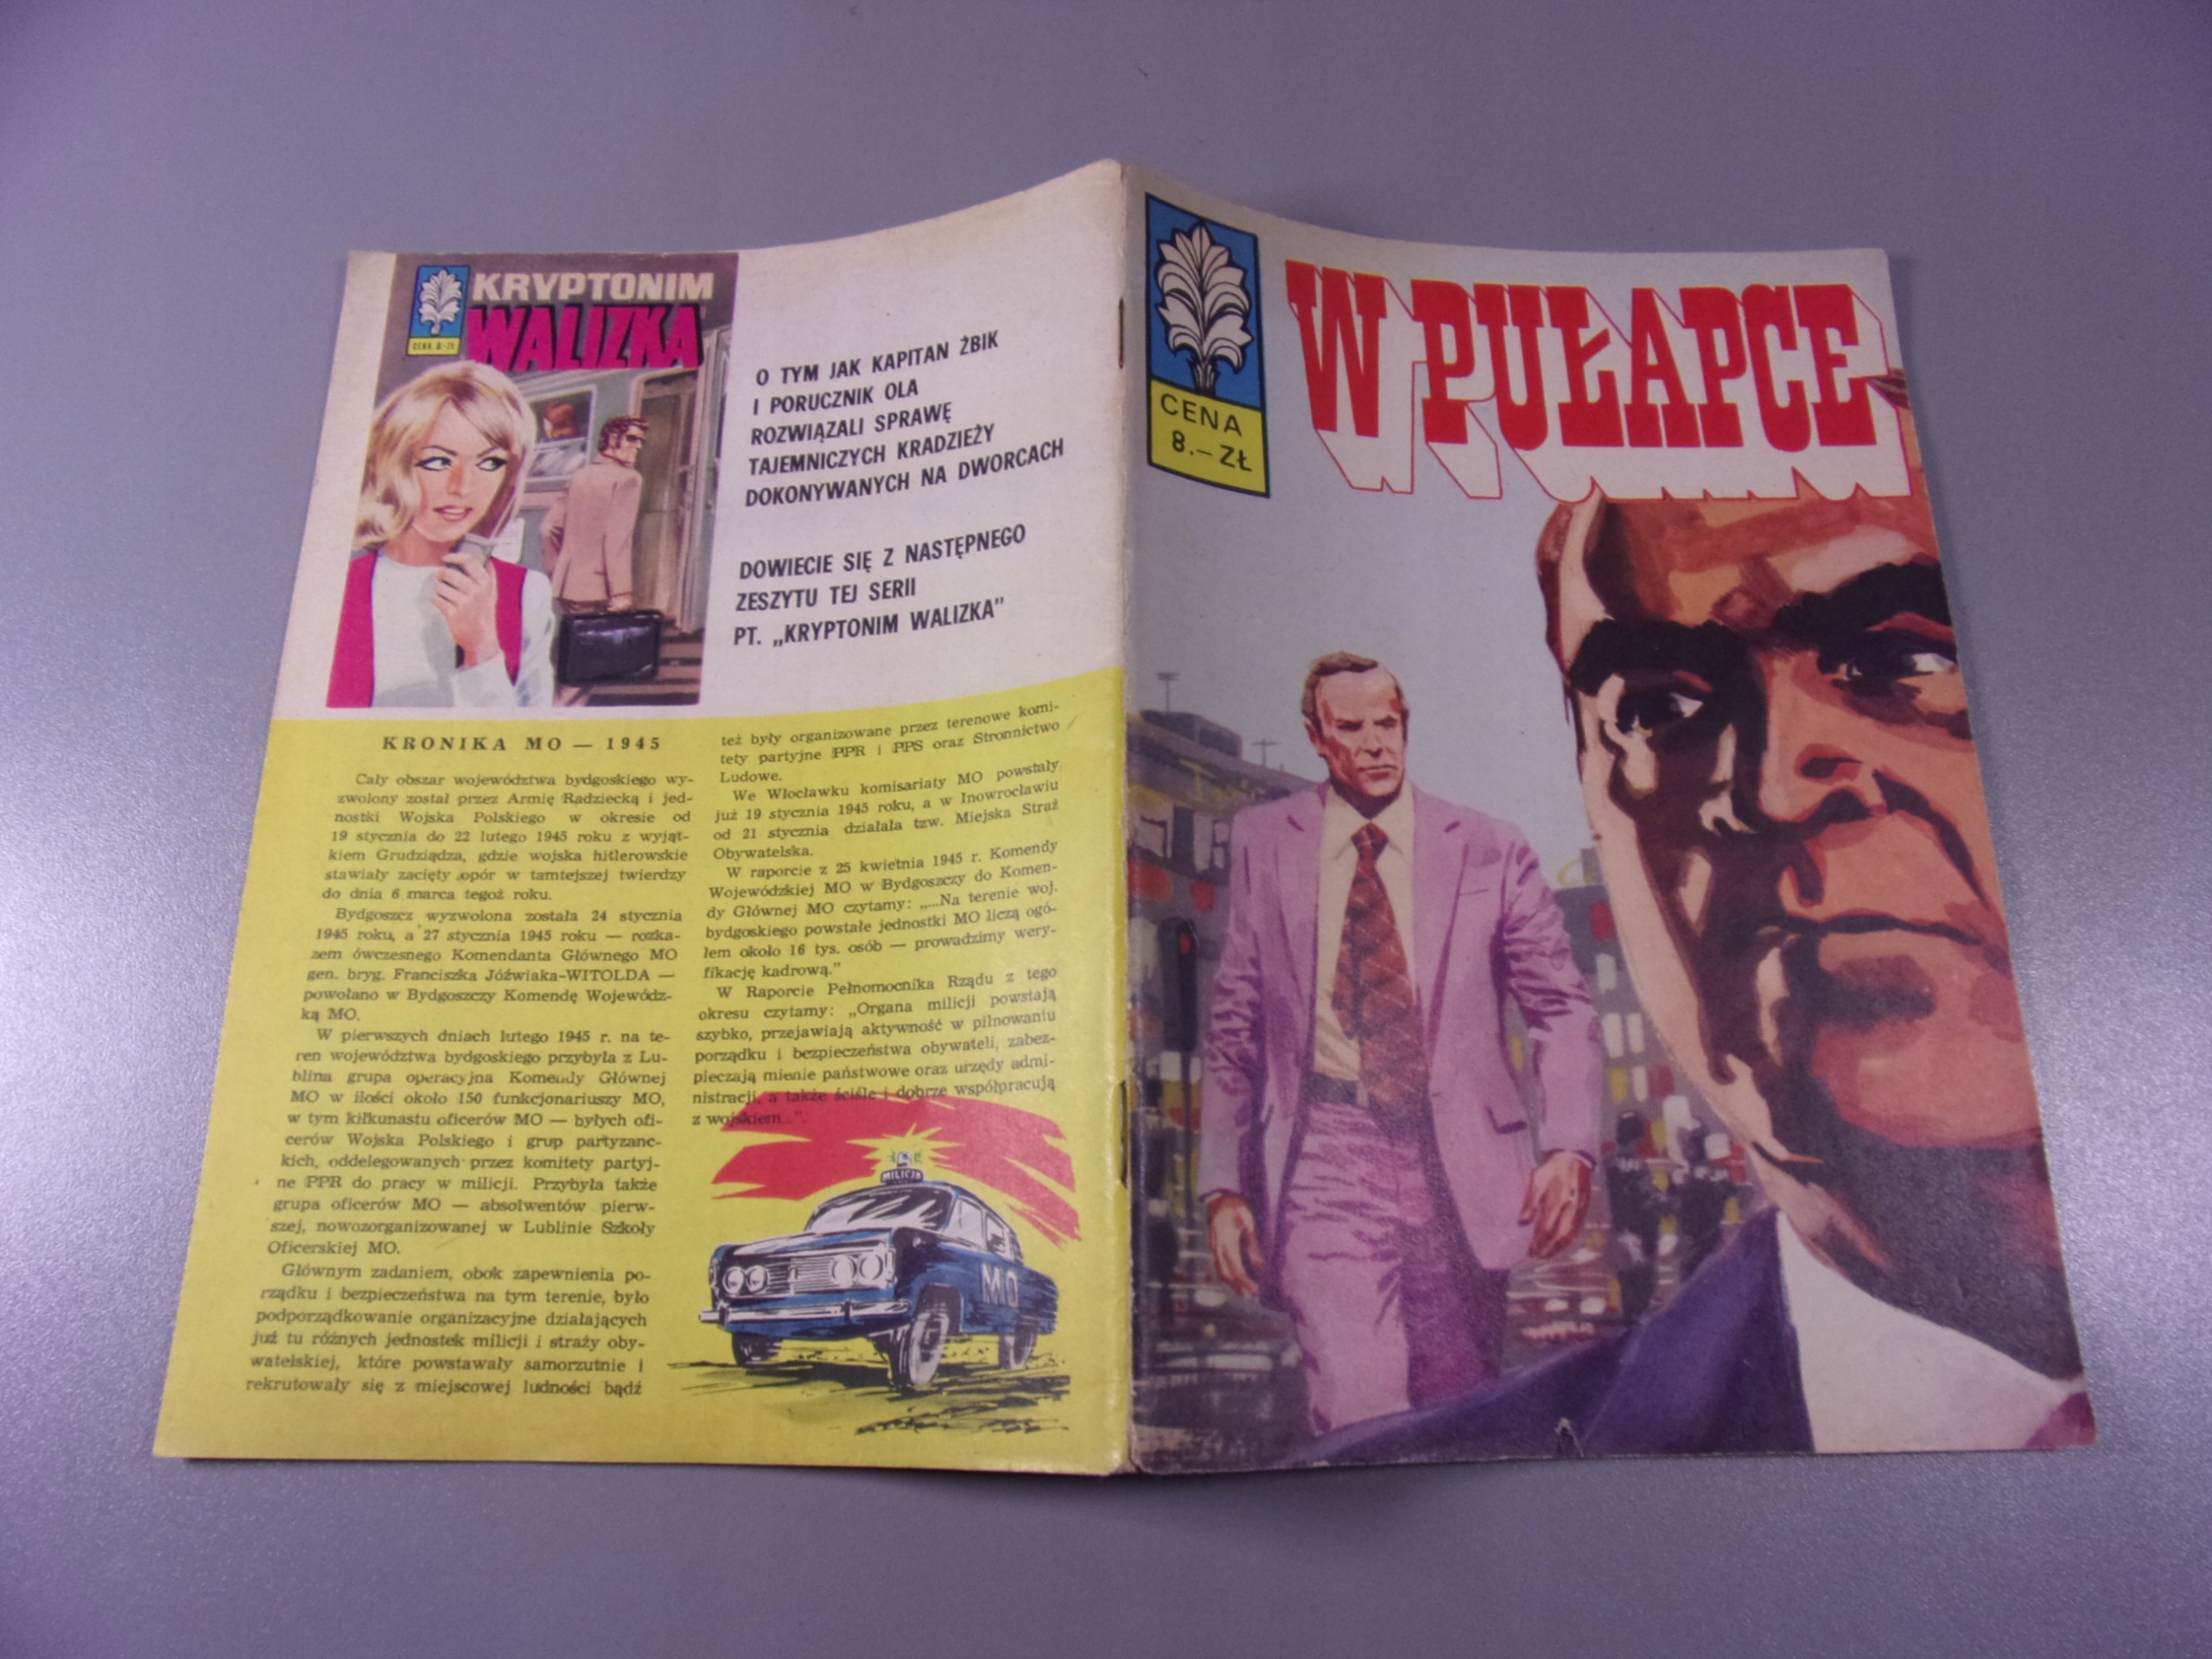 KRYPTONIM
WALIZKA
CENA 8.-ZŁ
O TYM JAK KAPITAN ŻBIK
I PORUCZNIK OLA
ROZWIĄZALI SPRAWĘ
TAJEMNICZYCH KRADZIEŻY
DOKONYWANYCH NA DWORCACH
DOWIECIE SIĘ Z NASTĘPNEGO
ZESZYTU TEJ SERII
PT. „KRYPTONIM WALIZKA”
KRONIKA MO — 1945
Cały obszar województwa bydgoskiego wy-
zwolony został przez Armię Radziecką i jed-
nostki Wojska Polskiego w okresie od
19 stycznia do 22 lutego 1945 roku z wyjąt-
kiem Grudziądza, gdzie wojska hitlerowskie
stawiały zacięty opór w tamtejszej twierdzy
do dnia 6 marca tegoż roku.
Bydgoszcz wyzwolona została 24 stycznia
1945 roku, a 27 stycznia 1945 roku — rozka-
zem ówczesnego Komendanta Głównego MO
gen. bryg. Franciszka Jóźwiaka-WITOLDA —
powołano w Bydgoszczy Komendę Wojewódz-
ką MO.
W pierwszych dniach lutego 1945 r. na te-
ren województwa bydgoskiego przybyła z Lu-
blina grupa operacyjna Komendy Głównej
MO w ilości około 150 funkcjonariuszy MO,
w tym kilkunastu oficerów MO — byłych ofi-
cerów Wojska Polskiego i grup partyzanc-
kich, oddelegowanych przez komitety partyj-
ne PPR do pracy w milicji. Przybyła także
grupa oficerów MO — absolwentów pierw-
szej, nowozorganizowanej w Lublinie Szkoły
Oficerskiej MO.
Głównym zadaniem, obok zapewnienia po-
rządku i bezpieczeństwa na tym terenie, było
podporządkowanie organizacyjne działających
już tu różnych jednostek milicji i straży oby-
watelskiej, które powstawały samorzutnie i
rekrutowały się z miejscowej ludności bądź
też były organizowane przez terenowe komi-
tety partyjne PPR i PPS oraz Stronnictwo
Ludowe.
We Włocławku komisariaty MO powstały
już 19 stycznia 1945 roku, a w Inowrocławiu
od 21 stycznia działała tzw. Miejska Straż
Obywatelska.
W raporcie z 25 kwietnia 1945 r. Komendy
Wojewódzkiej MO w Bydgoszczy do Komen-
dy Głównej MO czytamy: „...Na terenie woj.
bydgoskiego powstałe jednostki MO liczą ogó-
łem około 16 tys. osób — prowadzimy wery-
fikację kadrową.”
W Raporcie Pełnomocnika Rządu z tego
okresu czytamy: „Organa milicji powstają
szybko, przejawiają aktywność w pilnowaniu
porządku i bezpieczeństwa obywateli, zabez-
pieczają mienie państwowe oraz urzędy admi-
nistracji, a także ściśle i dobrze współpracują
z wojskiem...”.
MILICJA
MO
CENA
8.–ZŁ
W PUŁAPCE